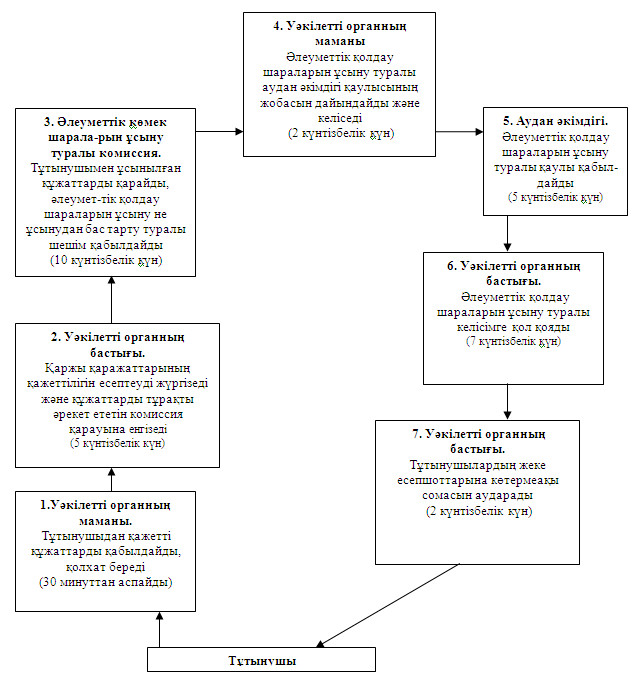 4. Уәкілетті органның
маманы
Әлеуметтік қолдау
шараларын ұсыну туралы
аудан әкімдігі қаулысының
жобасын дайындайды және
келіседі
(2 күнтізбелік күн)
3. Әлеуметтік көмек
шарала-рын ұсыну
туралы комиссия.
Тұтынушымен ұсынылған
құжаттарды қарайды,
әлеумет-тік қолдау
шараларын ұсыну не
ұсынудан бас тарту туралы
шешім қабылдайды
(10 күнтізбелік күн)
5. Аудан әкімдігі.
Әлеуметтік қолдау
шараларын ұсыну
туралы қаулы қабыл-
дайды
(5 күнтізбелік күн)
6. Уәкілетті органның
бастығы.
Әлеуметтік қолдау
шараларын ұсыну туралы
келісімге қол қояды
(7 күнтізбелік күн)
2. Уәкілетті органның
бастығы.
Қаржы қаражаттарының
қажеттілігін есептеуді жүргізеді
және құжаттарды тұрақты
әрекет ететін комиссия
қарауына енгізеді
(5 күнтізбелік күн)
7. Уәкілетті органның
бастығы.
Тұтынушылардың жеке
есепшоттарына көтермеақы
сомасын аударады
(2 күнтізбелік күн)
1.Уәкілетті органның
маманы.
Тұтынушыдан қажетті
құжаттарды қабылдайды,
қолхат береді
(30 минуттан аспайды)
Тұтынушы